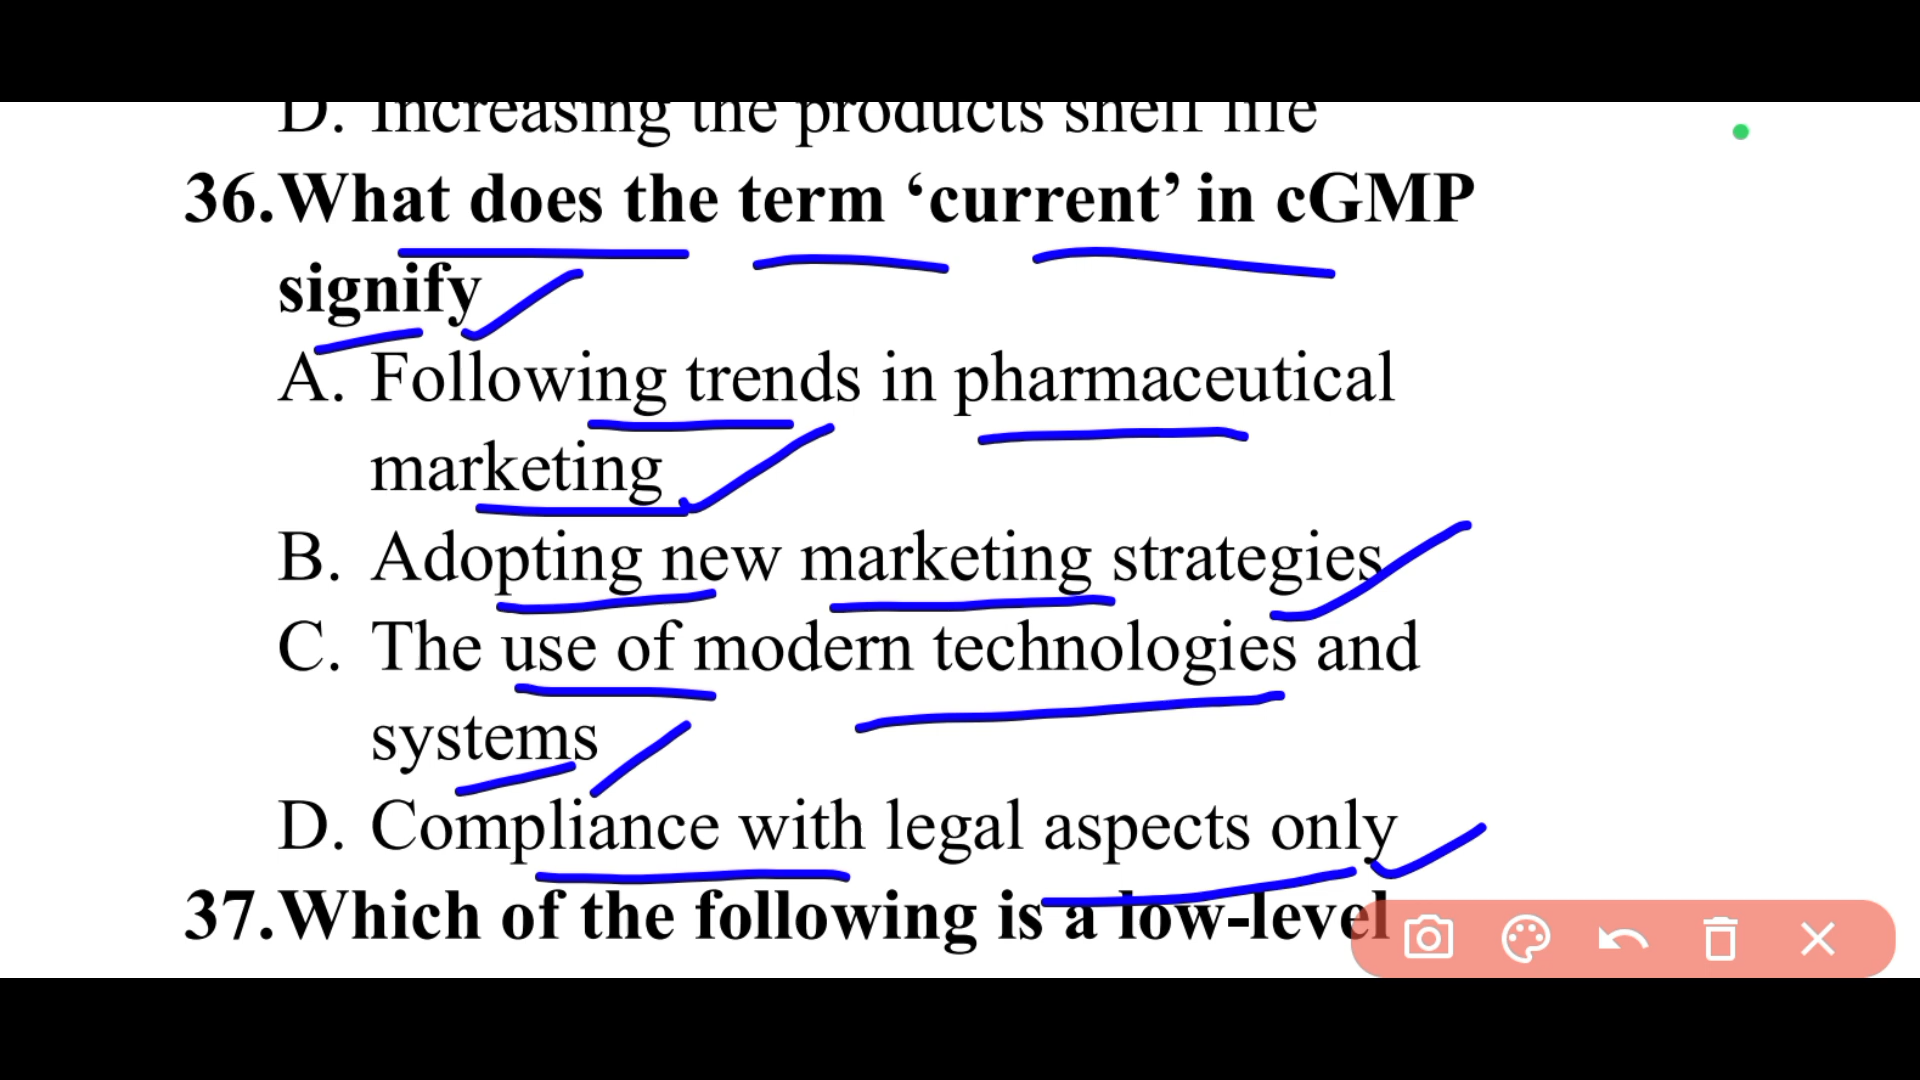 D. Increasing the products shelf life
36.What does the term ‘current’ in cGMP
signify
A. Following trends in pharmaceutical
marketing
B. Adopting new marketing strategies
C. The use of modern technologies and
systems
D. Compliance with legal aspects only
37.Which of the following is a low-level